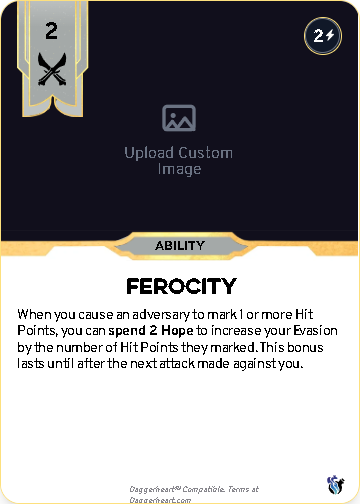 2
2
Upload Custom
Image
ABILITY
FEROCITY
When you cause an adversary to mark 1 or more Hit
Points, you can spend 2 Hope to increase your Evasion
by the number of Hit Points they marked. This bonus
lasts until after the next attack made against you.
Daggerheart℠ Compatible. Terms at
Daggerheart.com